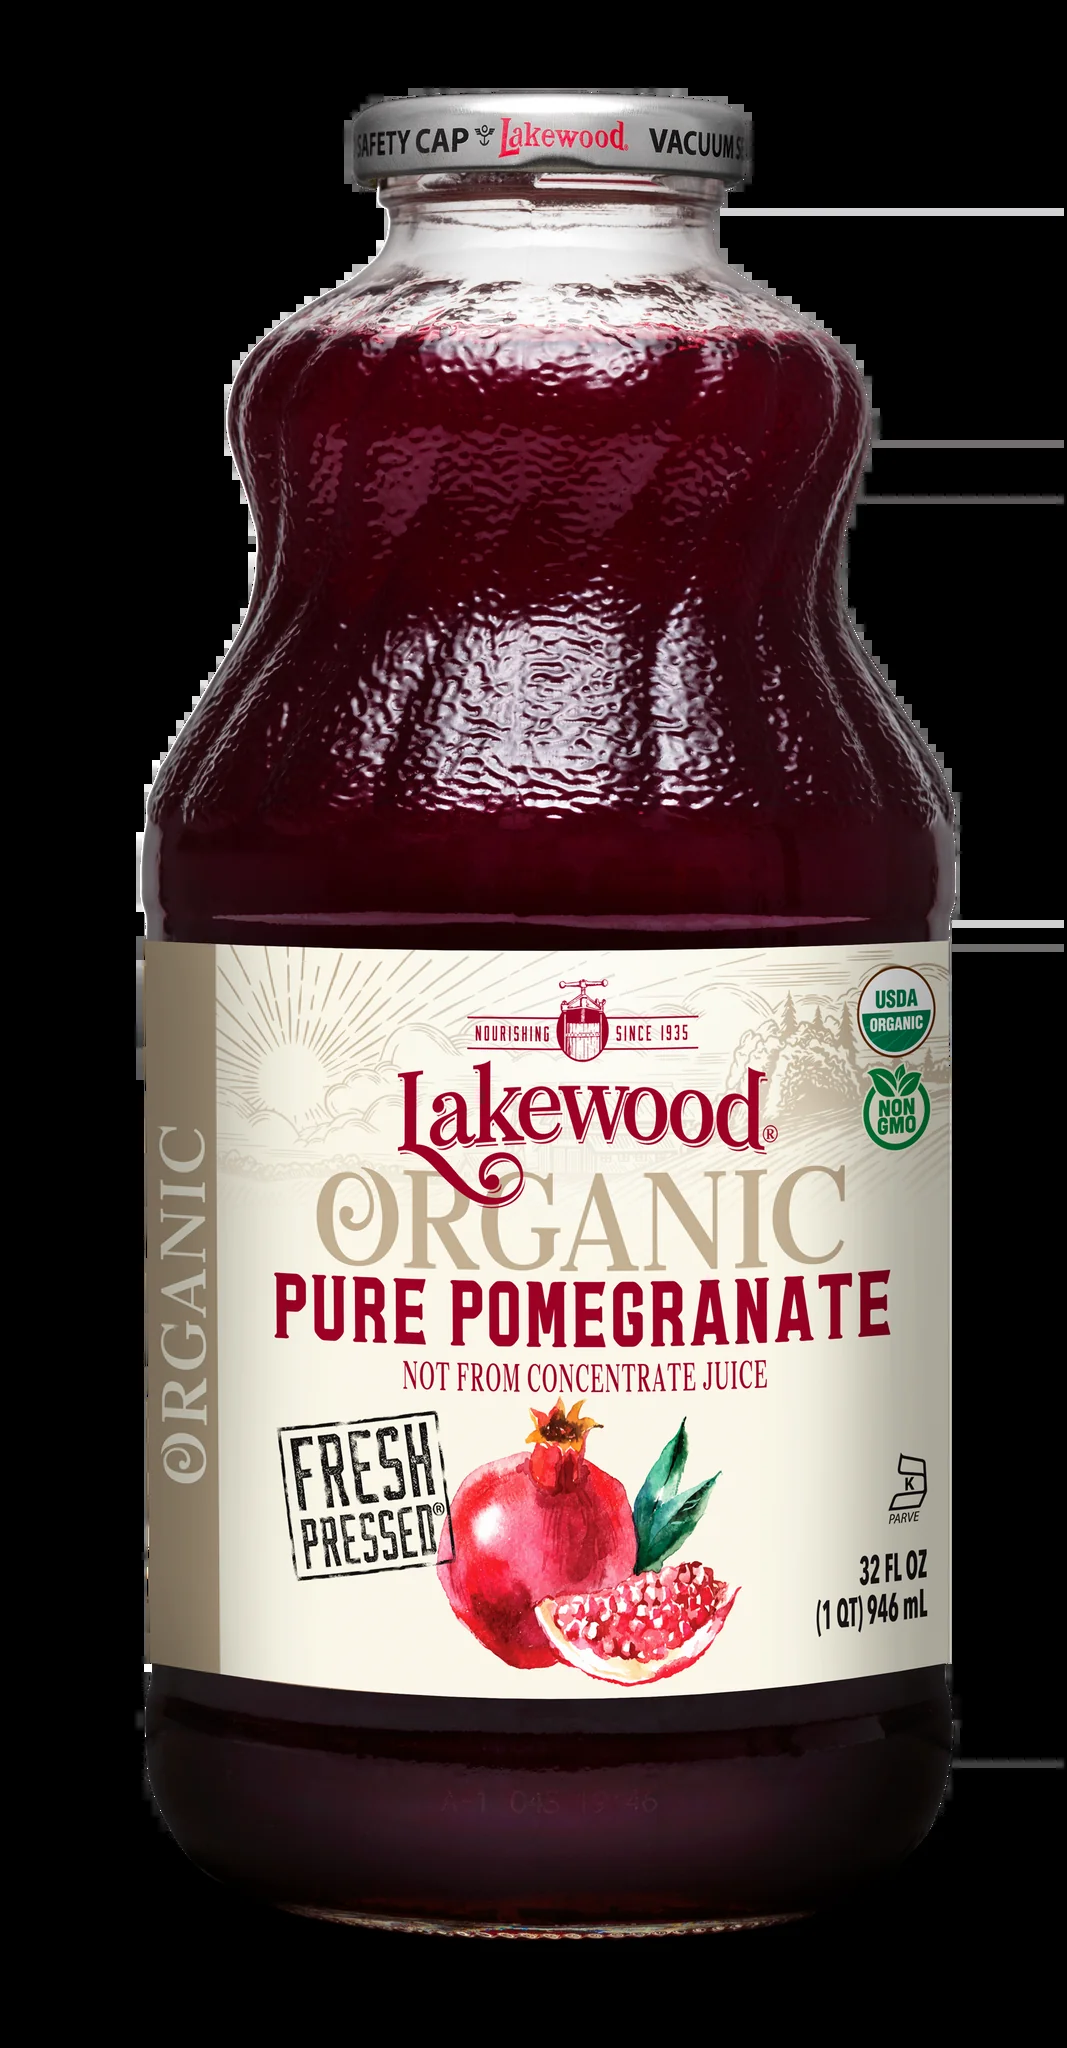 SAFETY CAP Lakewood® VACUUM
NOURISHING SINCE 1935
Lakewood®
ORGANIC
PURE POMEGRANATE
NOT FROM CONCENTRATE JUICE
USDA
ORGANIC
NON
GMO
ORGANIC
FRESH
PRESSED®
K
PARVE
32 FL OZ
(1 QT) 946 mL